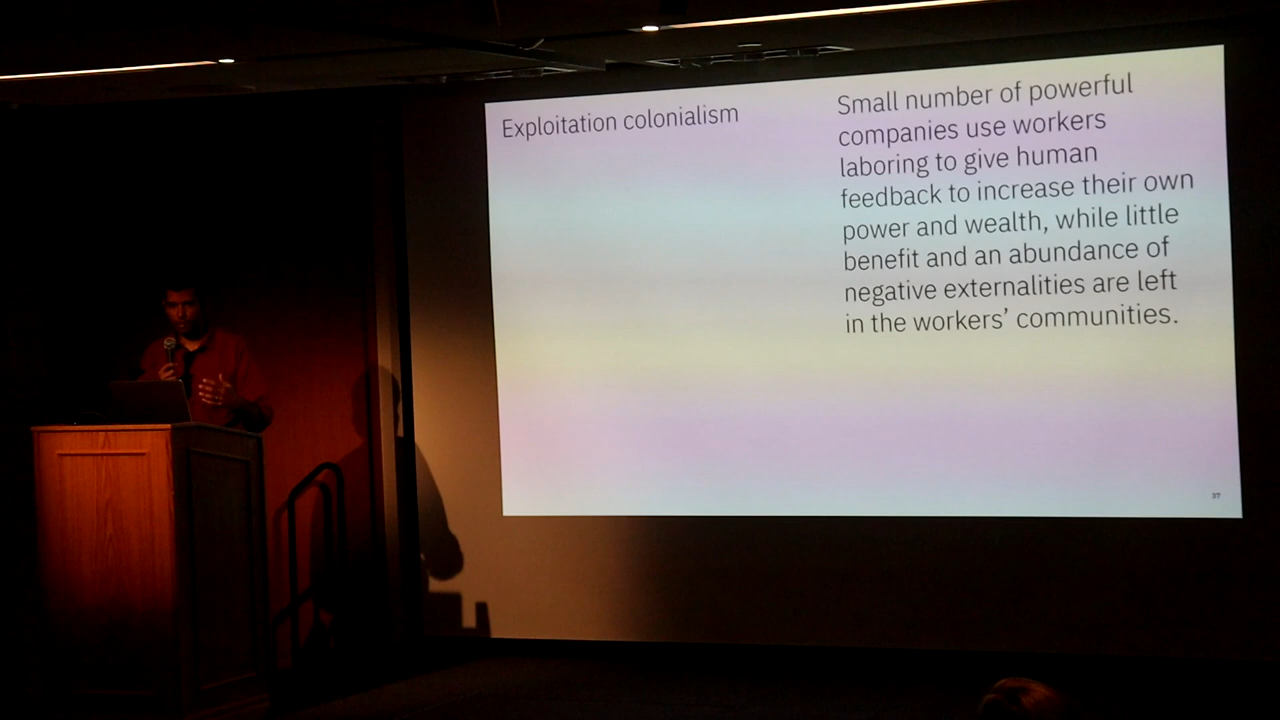 Exploitation colonialism
Small number of powerful
companies use workers
laboring to give human
feedback to increase their own
power and wealth, while little
benefit and an abundance of
negative externalities are left
in the workers’ communities.
37